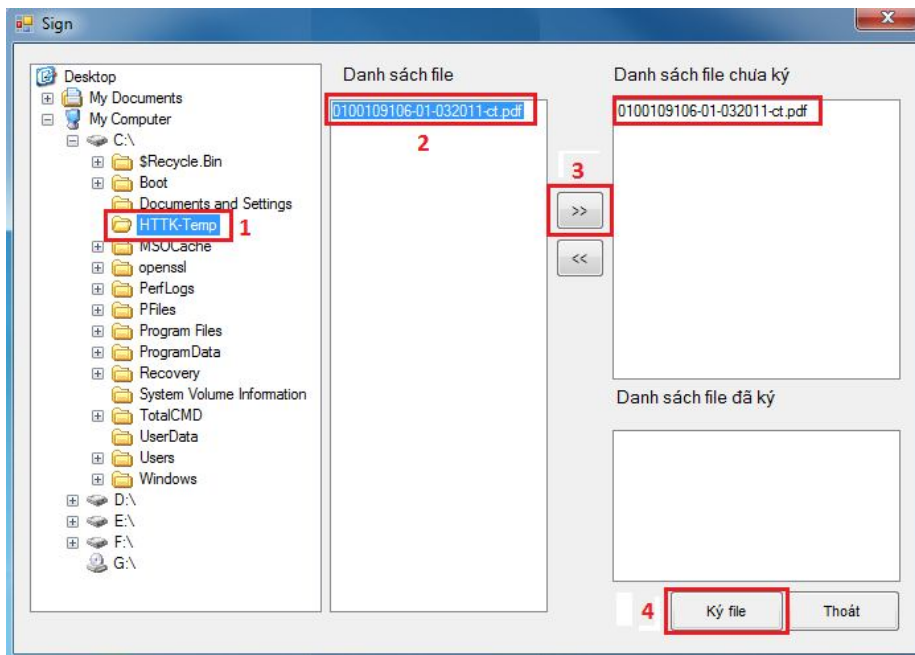 Sign
x
Desktop
My Documents
My Computer
C:\
$Recycle.Bin
Boot
Documents and Settings
HTTK-Temp 1
MSOCache
openssl
PerfLogs
PFiles
Program Files
ProgramData
Recovery
System Volume Information
TotalCMD
UserData
Users
Windows
D:\
E:\
F:\
G:\
Danh sách file
0100109106-01-032011-ct.pdf
2
3
>>
<<
Danh sách file chưa ký
0100109106-01-032011-ct.pdf
Danh sách file đã ký
4 Ký file Thoát